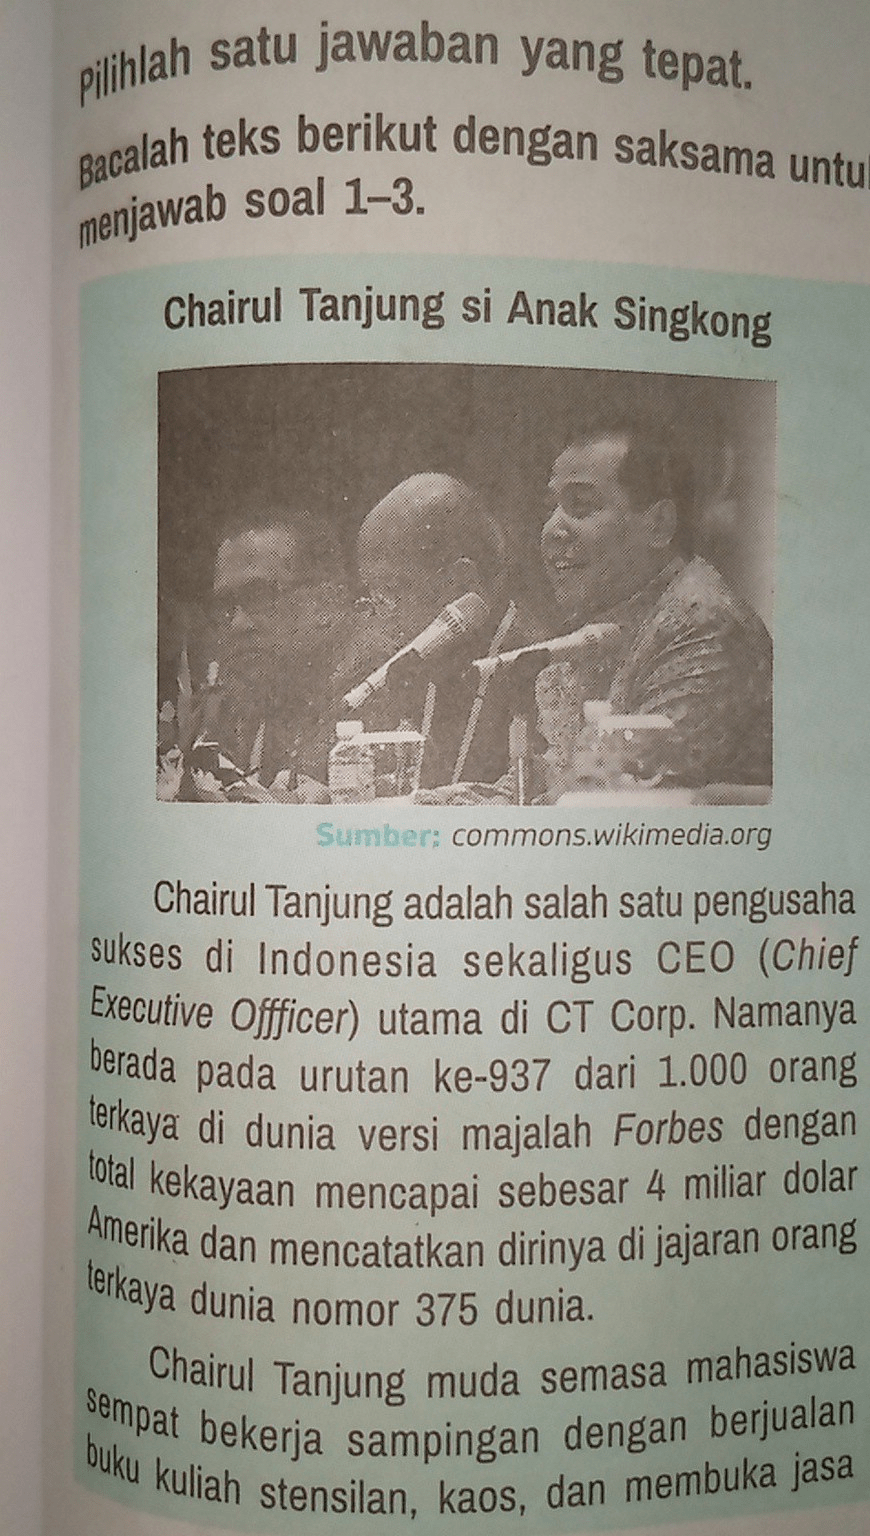 Pilihlah satu jawaban yang tepat.
Bacalah teks berikut dengan saksama
menjawab soal 1–3.
Chairul Tanjung si Anak Singkong
Sumber: commons.wikimedia.org
Chairul Tanjung adalah salah satu pengusaha
sukses di Indonesia sekaligus CEO (Chief
Executive Offficer) utama di CT Corp. Namanya
berada pada urutan ke-937 dari 1.000 orang
terkaya di dunia versi majalah Forbes dengan
total kekayaan mencapai sebesar 4 miliar dolar
Amerika dan mencatatkan dirinya di jajaran orang
terkaya dunia nomor 375 dunia.
Chairul Tanjung muda semasa mahasiswa
sempat bekerja sampingan dengan berjualan
buku kuliah stensilan, kaos, dan membuka jasa